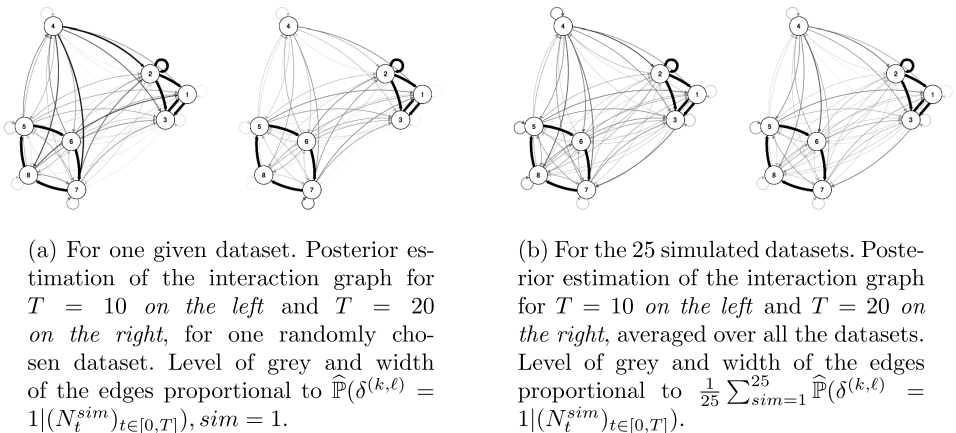 4
2
1
3
5
6
8
7
4
2
1
3
5
6
8
7
4
2
1
3
5
6
8
7
4
2
1
3
5
6
8
7
(a) For one given dataset. Posterior es-
timation of the interaction graph for
T = 10 on the left and T = 20
on the right, for one randomly cho-
sen dataset. Level of grey and width
of the edges proportional to P̂(δ^(k,ℓ) =
1|(N_t^sim)_t∈[0,T]), sim = 1.
(b) For the 25 simulated datasets. Poste-
rior estimation of the interaction graph
for T = 10 on the left and T = 20 on
the right, averaged over all the datasets.
Level of grey and width of the edges
proportional to 1/25 ∑_{sim=1}^{25} P̂(δ^(k,ℓ) =
1|(N_t^sim)_t∈[0,T]).